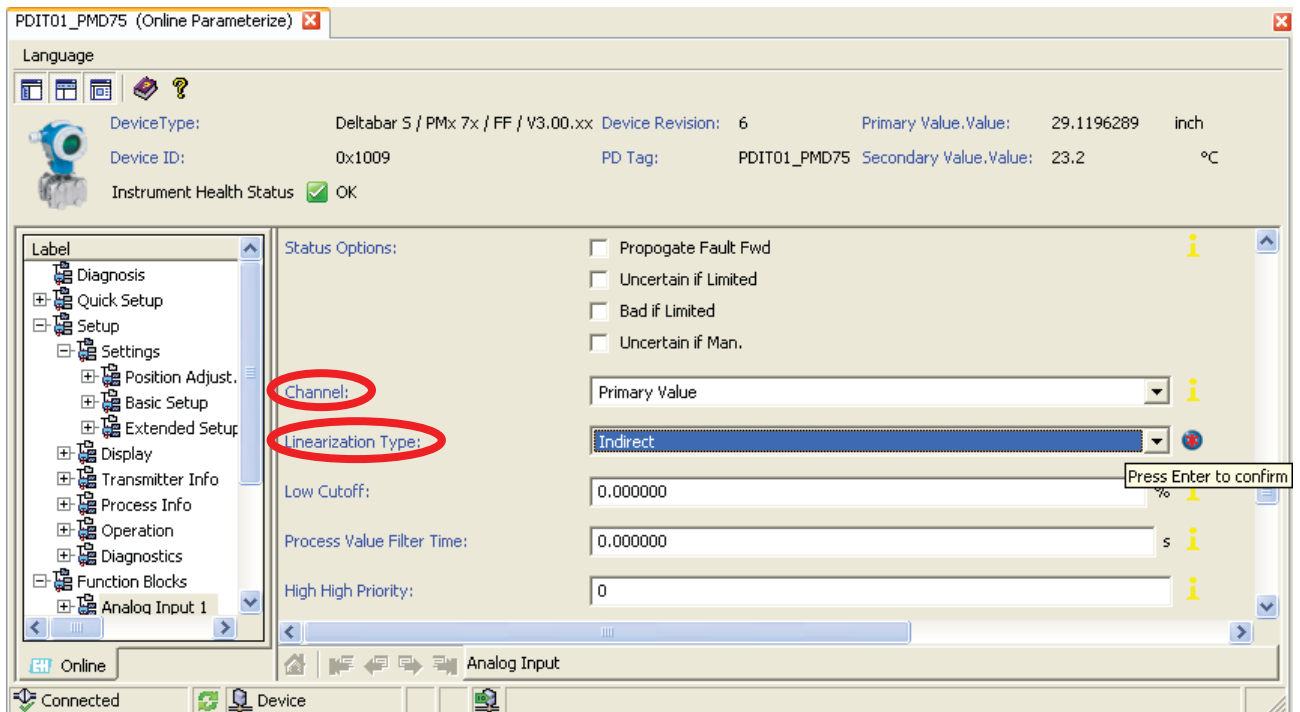 PDIT01_PMD75 (Online Parameterize)
Language
DeviceType: Deltabar S / PMx 7x / FF / V3.00.xx Device Revision: 6 Primary Value.Value: 29.1196289 inch
Device ID: 0x1009 PD Tag: PDIT01_PMD75 Secondary Value.Value: 23.2 °C
Instrument Health Status OK
Label
Diagnosis
Quick Setup
Setup
Settings
Position Adjust.
Basic Setup
Extended Setup
Display
Transmitter Info
Process Info
Operation
Diagnostics
Function Blocks
Analog Input 1
Online
Status Options: Propogate Fault Fwd
Uncertain if Limited
Bad if Limited
Uncertain if Man.
Channel: Primary Value
Linearization Type: Indirect
Press Enter to confirm
Low Cutoff: 0.000000 %
Process Value Filter Time: 0.000000 s
High High Priority: 0
Analog Input
Connected Device